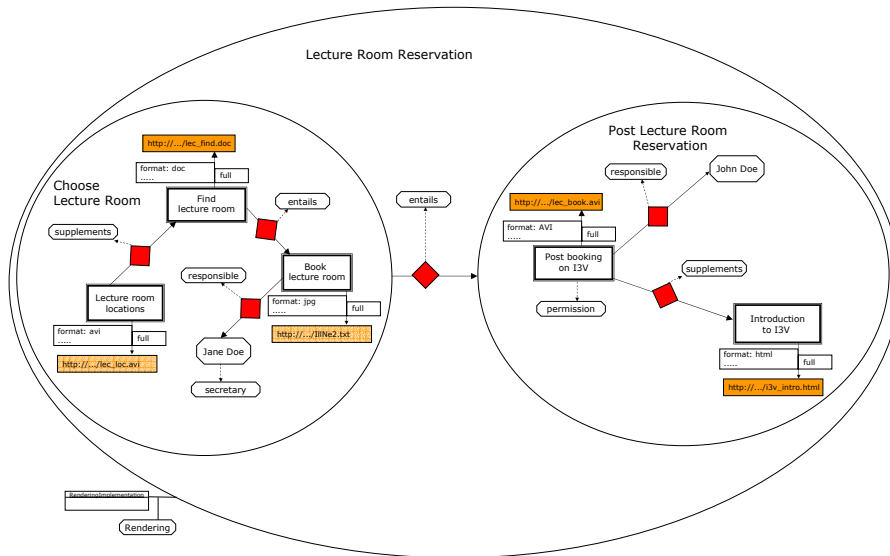 Lecture Room Reservation
Choose
Lecture Room
http://.../lec_find.doc
format: doc
.....
full
Find
lecture room
entails
supplements
Lecture room
locations
format: avi
.....
full
http://.../lec_loc.avi
responsible
Book
lecture room
format: jpg
.....
full
http://.../IllNe2.txt
Jane Doe
secretary
entails
Post Lecture Room
Reservation
responsible
John Doe
http://.../lec_book.avi
format: AVI
.....
full
Post booking
on I3V
permission
supplements
Introduction
to I3V
format: html
.....
full
http://.../i3v_intro.html
RenderingImplementation
Rendering